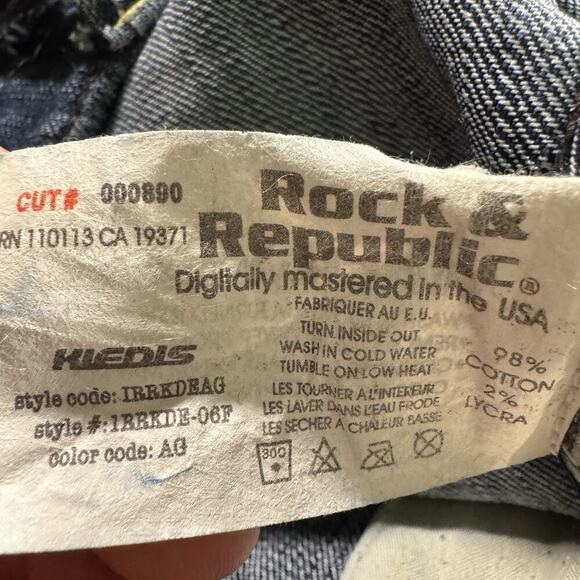 CUT# 000890
RN 110113 CA 19371
Rock &
Republic®
Digitally mastered in the USA
FABRIQUER AU E.U.
TURN INSIDE OUT
WASH IN COLD WATER
TUMBLE ON LOW HEAT
LES TOURNER A L'INTEREUR
LES LAVER DANS L'EAU FRODE
LES SECHER A CHALEUR BASSE
300
KIEDIS
style code: IRRKDEAG
style #:1RRKDE-06F
color code: AG
98%
COTTON
2%
LYCRA